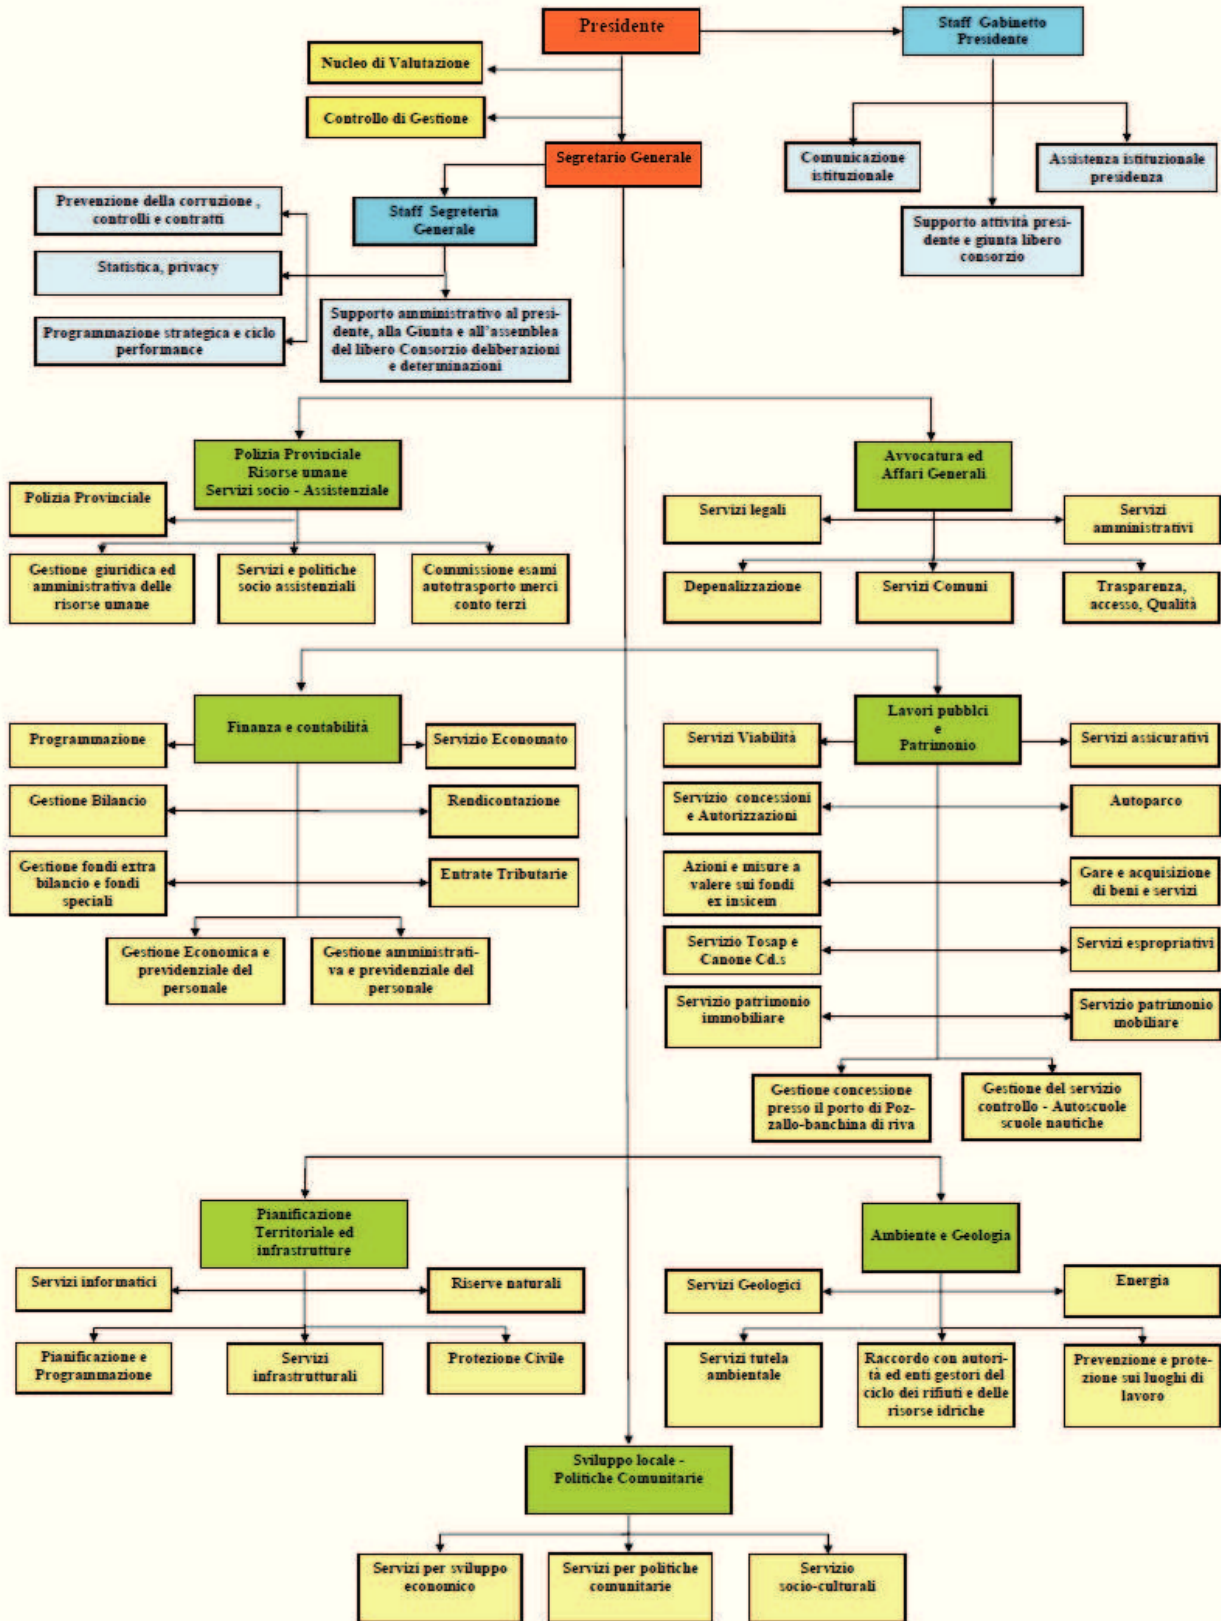 Presidente
Staff Gabinetto
Presidente
Nucleo di Valutazione
Controllo di Gestione
Segretario Generale
Comunicazione
istituzionale
Assistenza istituzionale
presidenza
Supporto attività presi-
dente e giunta libero
consorzio
Prevenzione della corruzione ,
controlli e contratti
Staff Segreteria
Generale
Statistica, privacy
Programmazione strategica e ciclo
performance
Supporto amministrativo al presi-
dente, alla Giunta e all'assemblea
del libero Consorzio deliberazioni
e determinazioni
Polizia Provinciale
Risorse umane
Servizi socio - Assistenziale
Avvocatura ed
Affari Generali
Polizia Provinciale
Servizi legali
Servizi
amministrativi
Gestione giuridica ed
amministrativa delle
risorse umane
Servizi e politiche
socio assistenziali
Commissione esami
autotrasporto merci
conto terzi
Depenalizzazione
Servizi Comuni
Trasparenza,
accesso, Qualità
Finanza e contabilità
Lavori pubblci
e
Patrimonio
Programmazione
Servizio Economato
Servizi Viabilità
Servizi assicurativi
Gestione Bilancio
Rendicontazione
Servizio concessioni
e Autorizzazioni
Autoparco
Gestione fondi extra
bilancio e fondi
speciali
Entrate Tributarie
Azioni e misure a
valere sui fondi
ex insicem
Gare e acquisizione
di beni e servizi
Gestione Economica e
previdenziale del
personale
Gestione amministrati-
va e previdenziale del
personale
Servizio Tosap e
Canone Cd.s
Servizi espropriativi
Servizio patrimonio
immobiliare
Servizio patrimonio
mobiliare
Gestione concessione
presso il porto di Poz-
zallo-banchina di riva
Gestione del servizio
controllo - Autoscuole
scuole nautiche
Pianificazione
Territoriale ed
infrastrutture
Ambiente e Geologia
Servizi informatici
Riserve naturali
Servizi Geologici
Energia
Pianificazione e
Programmazione
Servizi
infrastrutturali
Protezione Civile
Servizi tutela
ambientale
Raccordo con autori-
tà ed enti gestori del
ciclo dei rifiuti e delle
risorse idriche
Prevenzione e prote-
zione sui luoghi di
lavoro
Sviluppo locale -
Politiche Comunitarie
Servizi per sviluppo
economico
Servizi per politiche
comunitarie
Servizio
socio-culturali